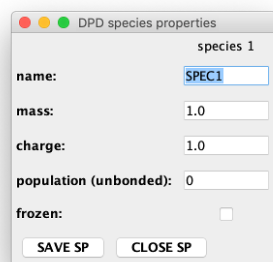 DPD species properties
species 1
name: SPEC1
mass: 1.0
charge: 1.0
population (unbonded): 0
frozen:
SAVE SP CLOSE SP